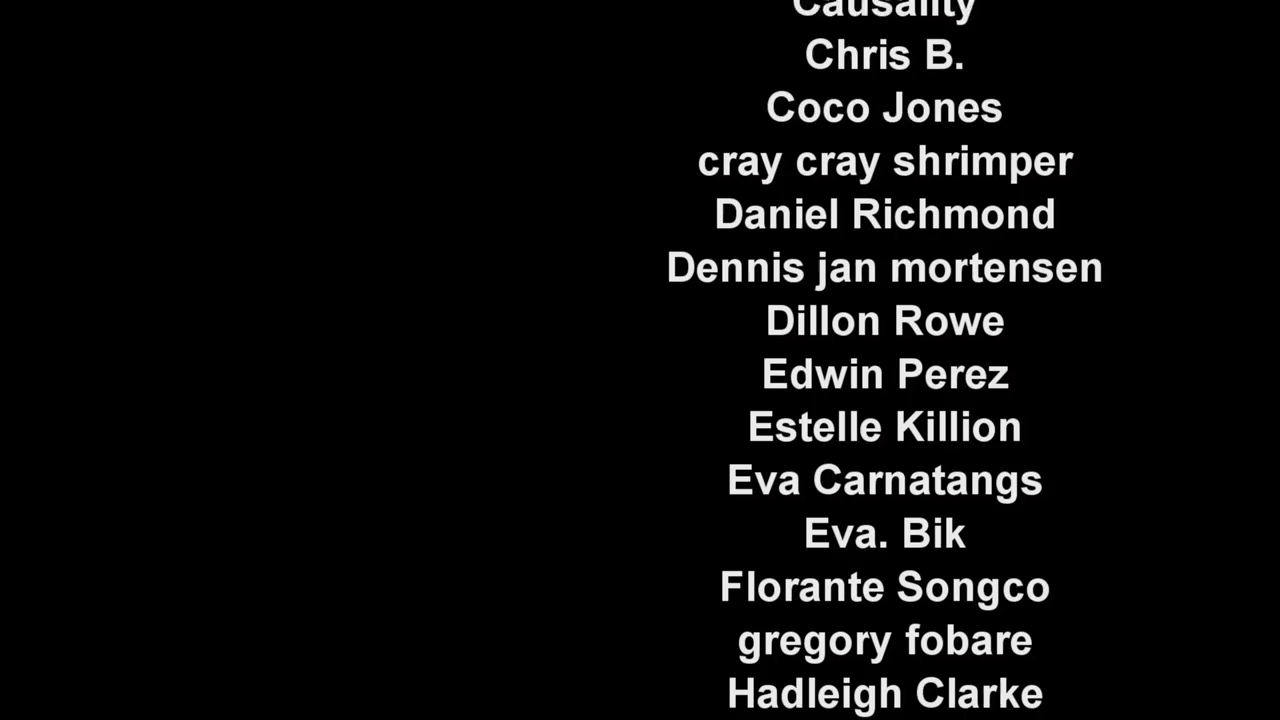 Causality
Chris B.
Coco Jones
cray cray shrimper
Daniel Richmond
Dennis jan mortensen
Dillon Rowe
Edwin Perez
Estelle Killion
Eva Carnatangs
Eva. Bik
Florante Songco
gregory fobare
Hadleigh Clarke